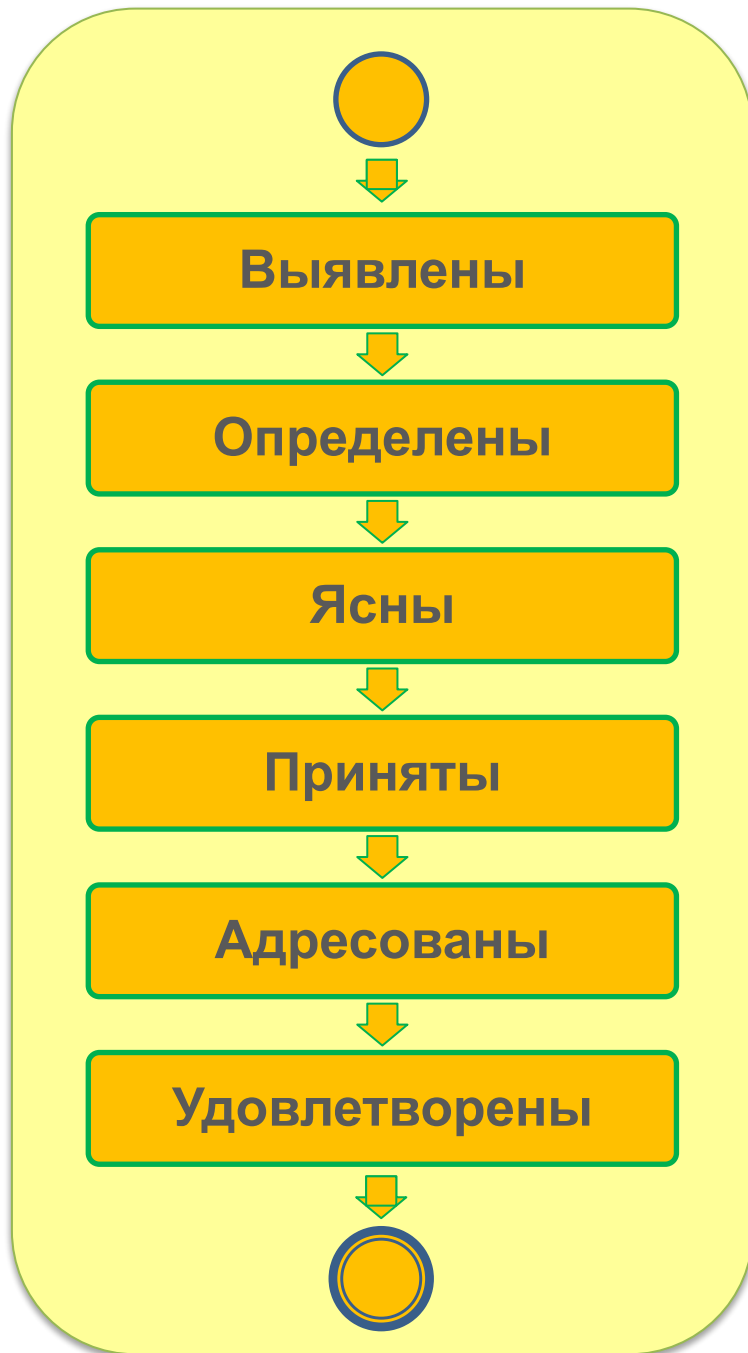 Выявлены
Определены
Ясны
Приняты
Адресованы
Удовлетворены